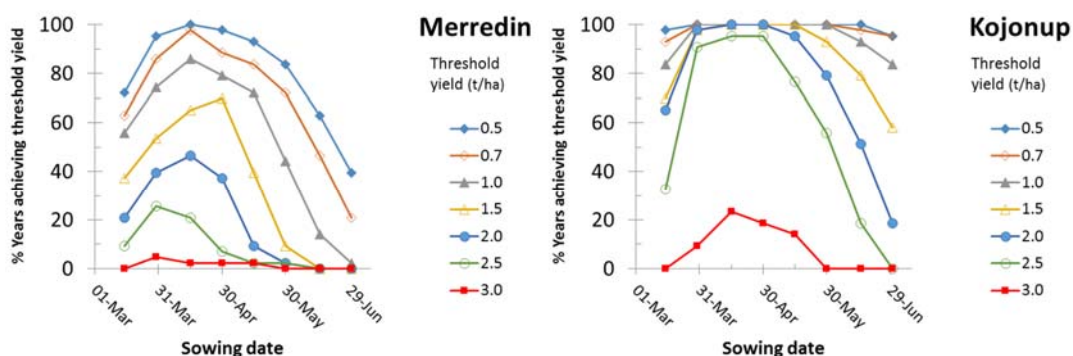 Merredin
% Years achieving threshold yield
100
80
60
40
20
0
01-Mar
31-Mar
30-Apr
30-May
29-Jun
Sowing date
Threshold
yield (t/ha)
0.5
0.7
1.0
1.5
2.0
2.5
3.0
Kojonup
% Years achieving threshold yield
100
80
60
40
20
0
01-Mar
31-Mar
30-Apr
30-May
29-Jun
Sowing date
Threshold
yield (t/ha)
0.5
0.7
1.0
1.5
2.0
2.5
3.0